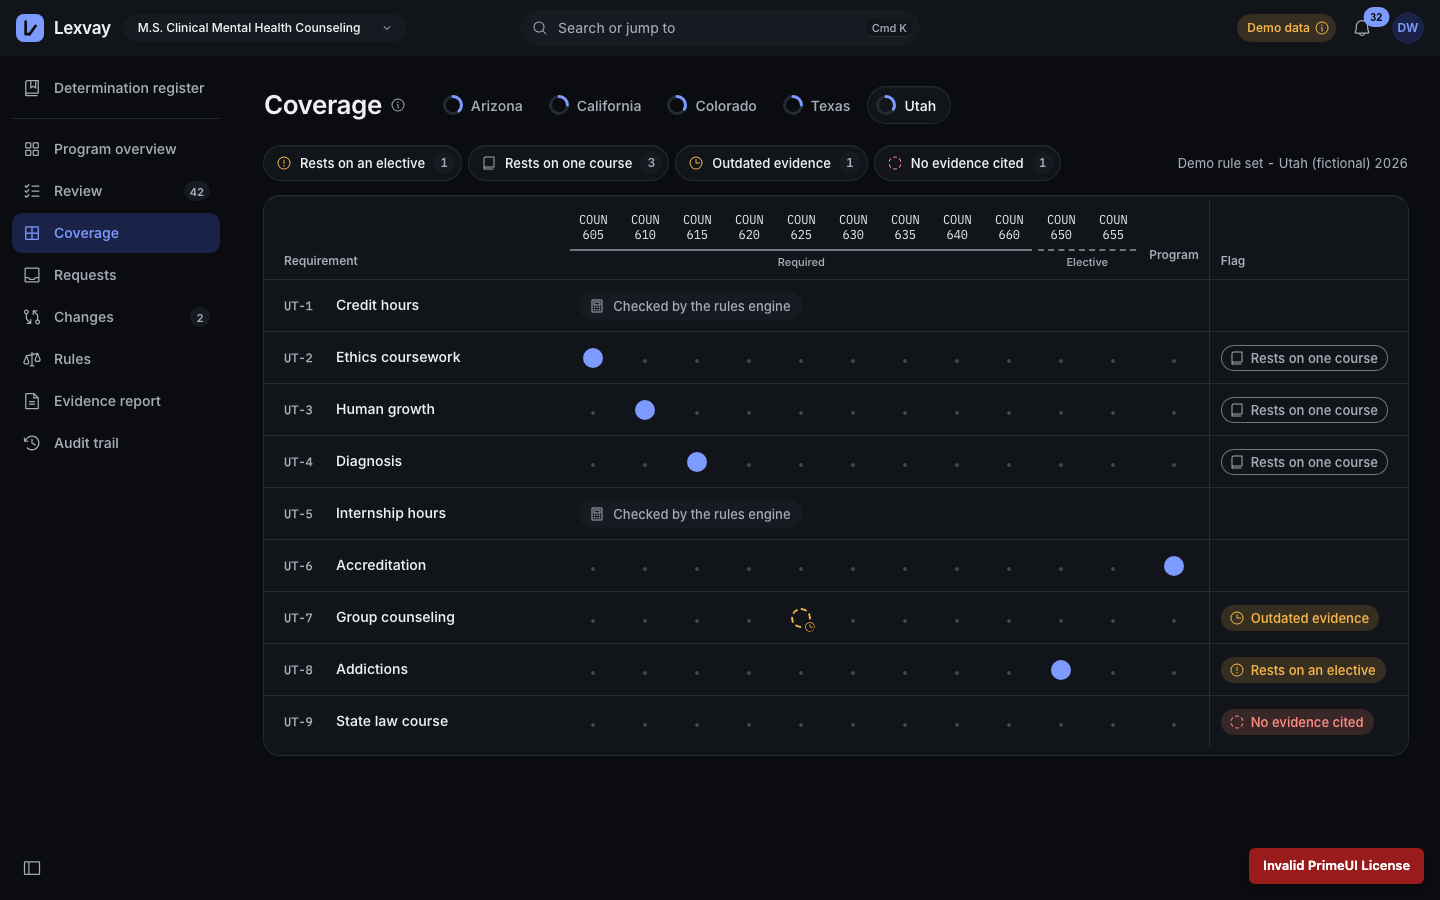 Lexvay
M.S. Clinical Mental Health Counseling
Search or jump to
Cmd K
Demo data
32
DW
Determination register
Program overview
Review 42
Coverage
Requests
Changes 2
Rules
Evidence report
Audit trail
Coverage
Arizona
California
Colorado
Texas
Utah
Rests on an elective 1
Rests on one course 3
Outdated evidence 1
No evidence cited 1
Demo rule set - Utah (fictional) 2026
Requirement
COUN 605
COUN 610
COUN 615
COUN 620
COUN 625
COUN 630
COUN 635
COUN 640
COUN 660
COUN 650
COUN 655
Required
Elective
Program
Flag
UT-1 Credit hours Checked by the rules engine
UT-2 Ethics coursework Rests on one course
UT-3 Human growth Rests on one course
UT-4 Diagnosis Rests on one course
UT-5 Internship hours Checked by the rules engine
UT-6 Accreditation
UT-7 Group counseling Outdated evidence
UT-8 Addictions Rests on an elective
UT-9 State law course No evidence cited
Invalid PrimeUI License